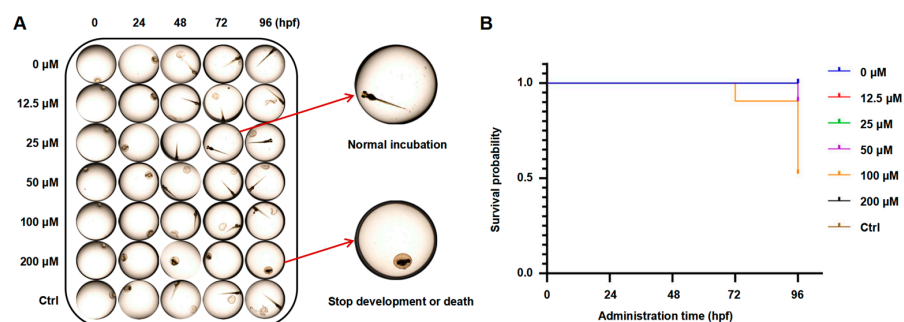 A
0 24 48 72 96 (hpf)
0 µM
12.5 µM
25 µM
50 µM
100 µM
200 µM
Ctrl
Normal incubation
Stop development or death
B
Survival probability
1.0
0.5
0.0
0 24 48 72 96
Administration time (hpf)
0 µM
12.5 µM
25 µM
50 µM
100 µM
200 µM
Ctrl